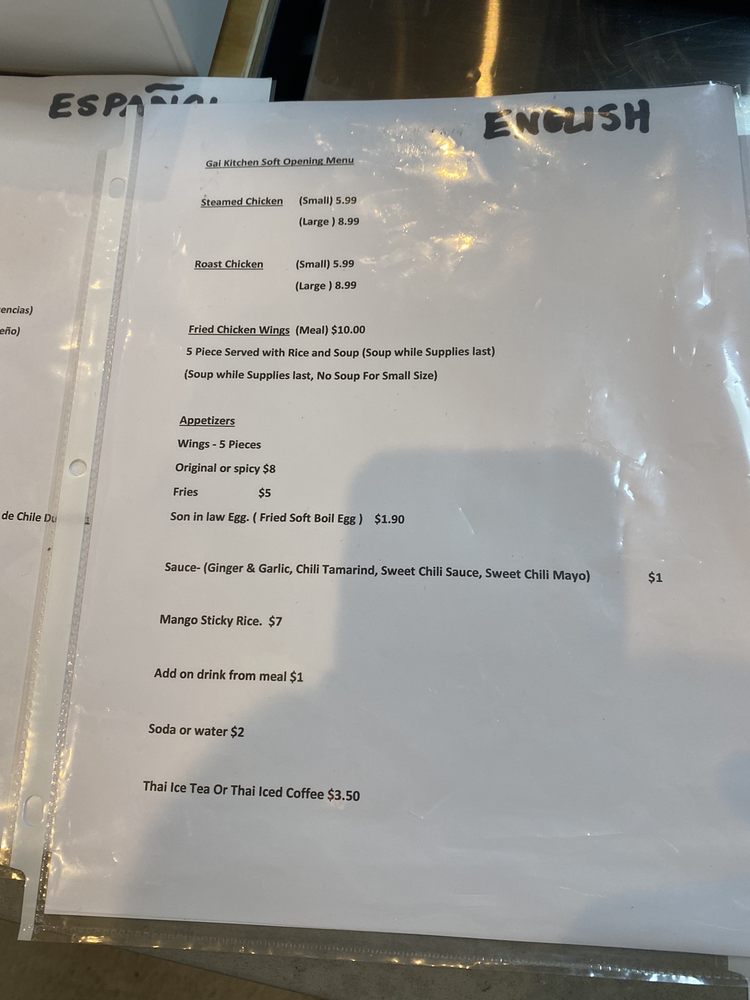 ESPAÑOL
encias)
eño)
de Chile Du
1
ENGLISH
Gai Kitchen Soft Opening Menu
Steamed Chicken (Small) 5.99
(Large ) 8.99
Roast Chicken (Small) 5.99
(Large ) 8.99
Fried Chicken Wings (Meal) $10.00
5 Piece Served with Rice and Soup (Soup while Supplies last)
(Soup while Supplies last, No Soup For Small Size)
Appetizers
Wings - 5 Pieces
Original or spicy $8
Fries $5
Son in law Egg. ( Fried Soft Boil Egg ) $1.90
Sauce- (Ginger & Garlic, Chili Tamarind, Sweet Chili Sauce, Sweet Chili Mayo) $1
Mango Sticky Rice. $7
Add on drink from meal $1
Soda or water $2
Thai Ice Tea Or Thai Iced Coffee $3.50